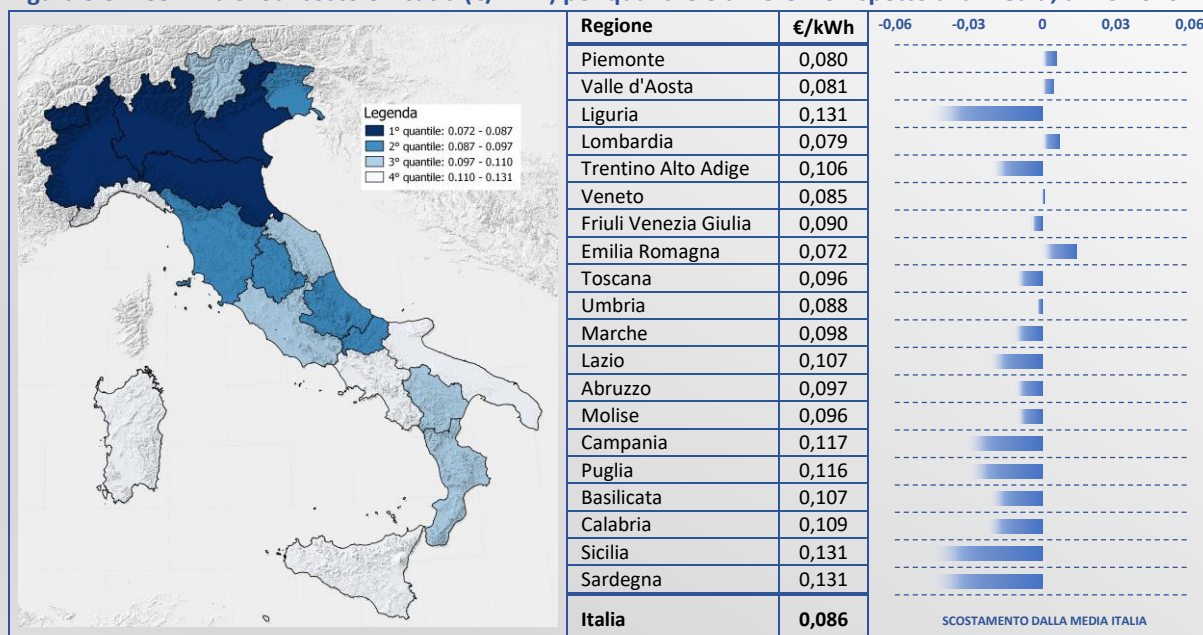 Regione €/kWh -0,06 -0,03 0 0,03 0,06
Piemonte 0,080
Valle d'Aosta 0,081
Liguria 0,131
Lombardia 0,079
Trentino Alto Adige 0,106
Veneto 0,085
Friuli Venezia Giulia 0,090
Emilia Romagna 0,072
Toscana 0,096
Umbria 0,088
Marche 0,098
Lazio 0,107
Abruzzo 0,097
Molise 0,096
Campania 0,117
Puglia 0,116
Basilicata 0,107
Calabria 0,109
Sicilia 0,131
Sardegna 0,131
Italia 0,086
SCOSTAMENTO DALLA MEDIA ITALIA
Legenda
1° quantile: 0.072 - 0.087
2° quantile: 0.087 - 0.097
3° quantile: 0.097 - 0.110
4° quantile: 0.110 - 0.131